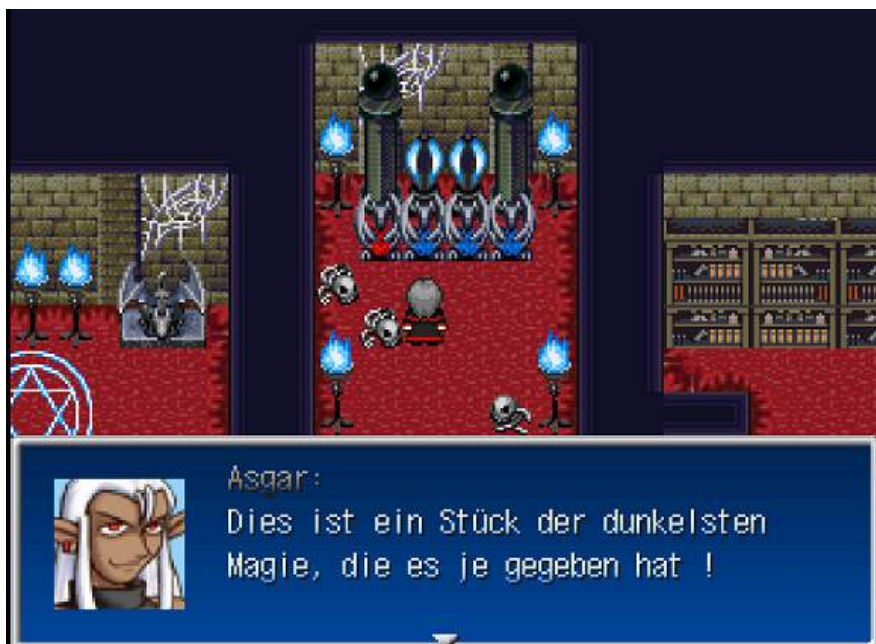 Asgar:
Dies ist ein Stück der dunkelsten
Magie, die es je gegeben hat !